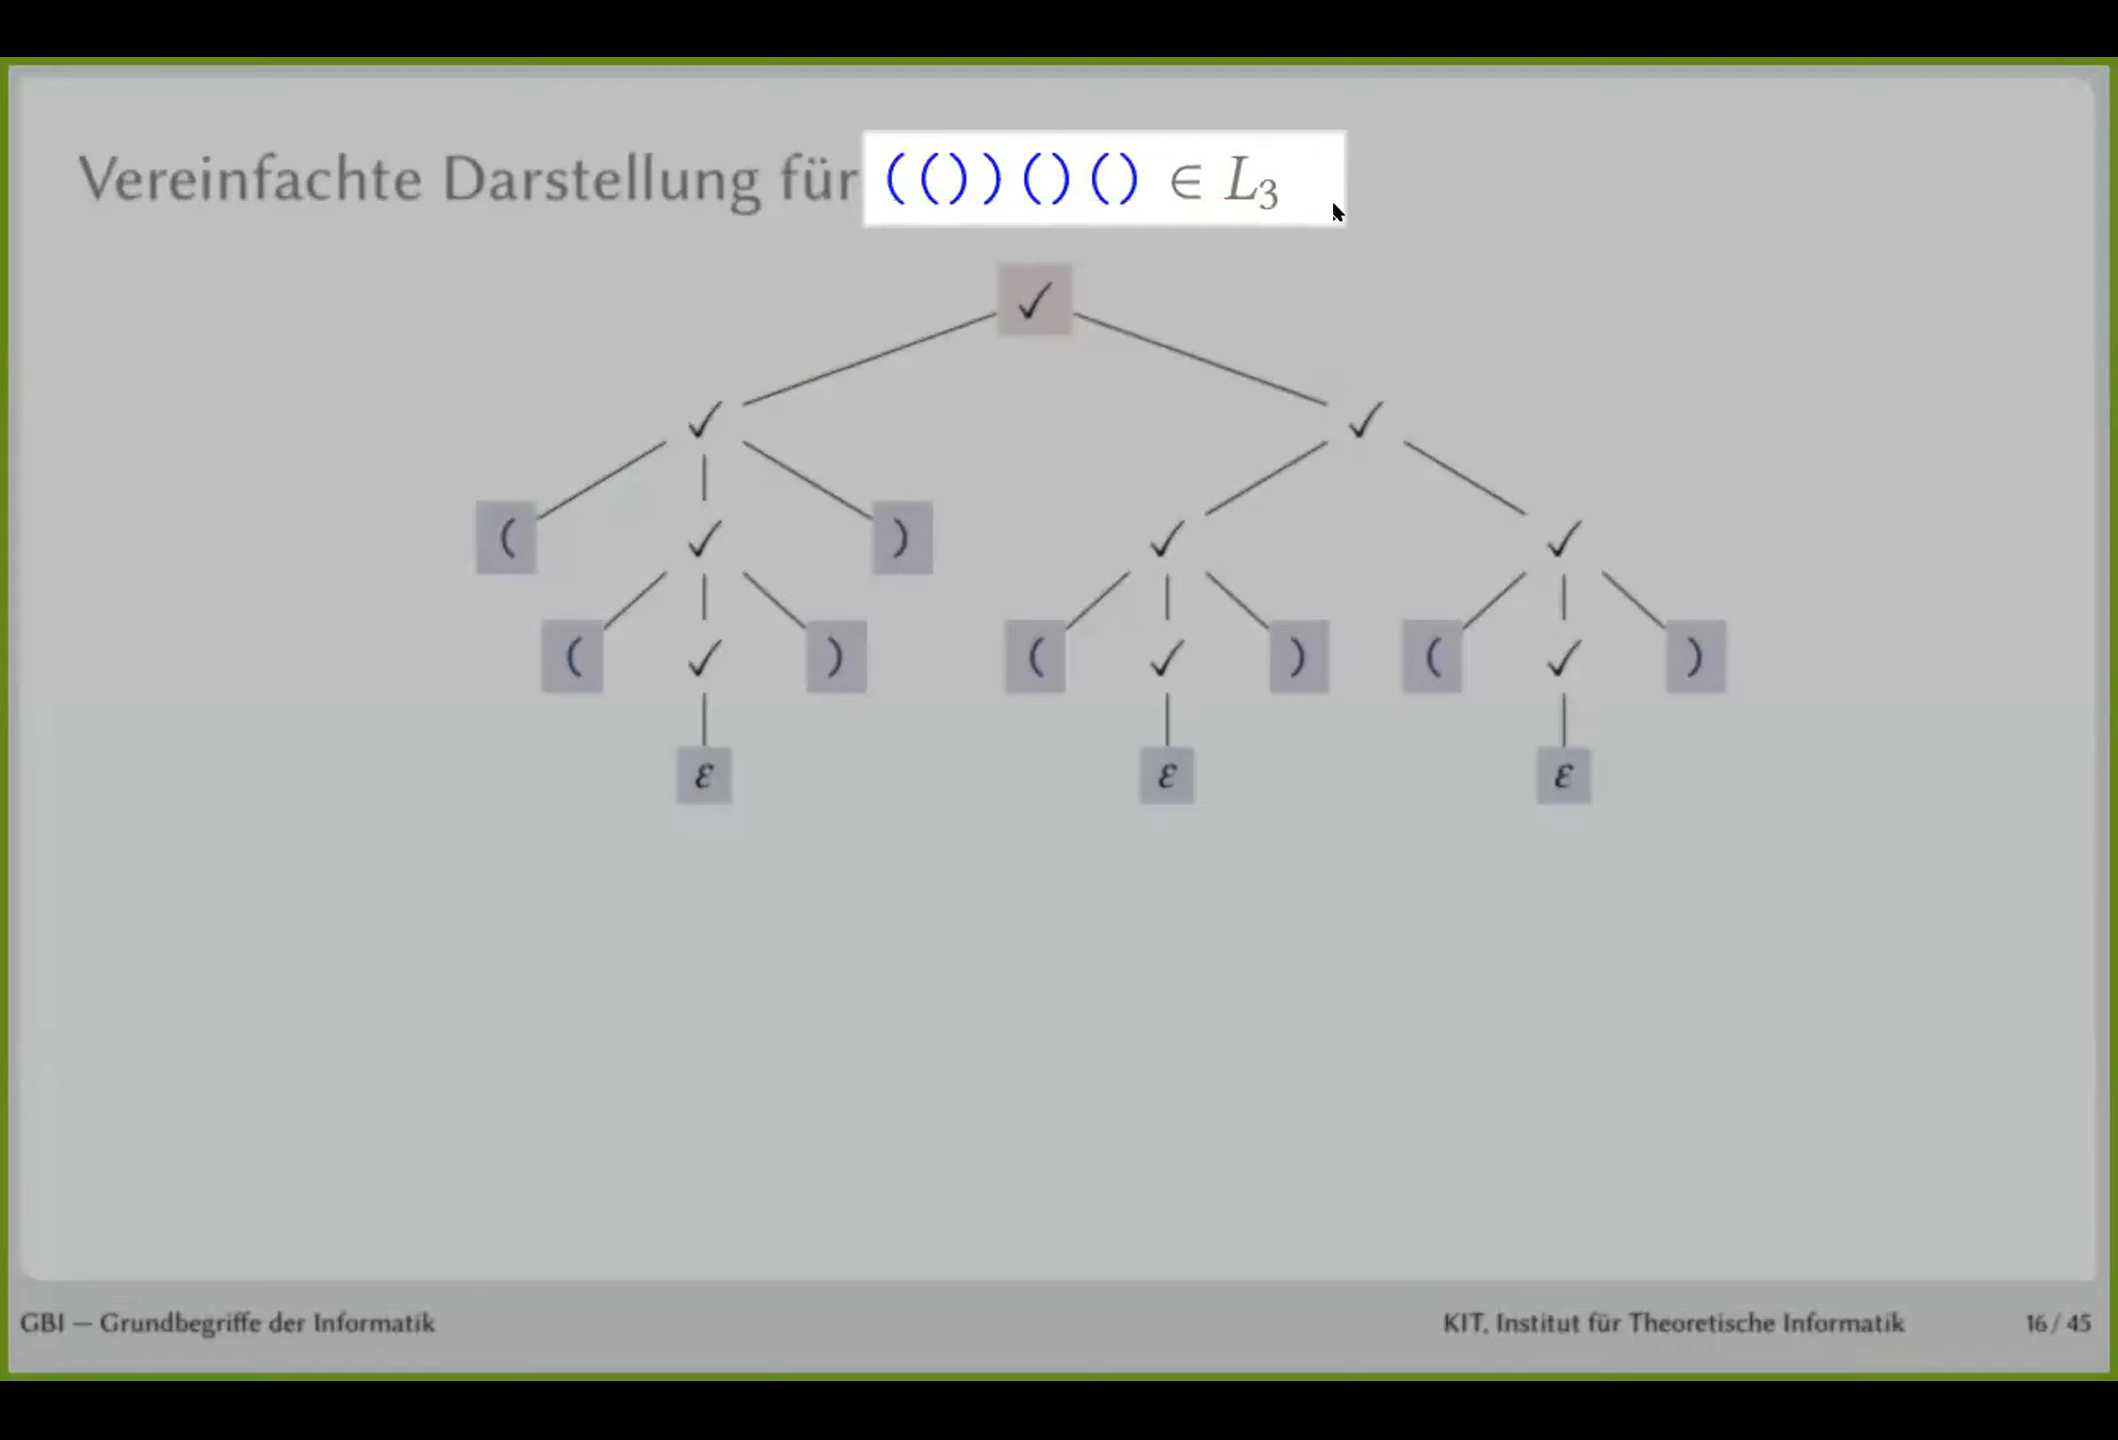 Vereinfachte Darstellung für (())()() ∈ L₃
✓
✓ ✓
( ✓ ) ✓ ✓
( ✓ ) ( ✓ ) ( ✓ )
ε ε ε
GBI — Grundbegriffe der Informatik KIT, Institut für Theoretische Informatik 16 / 45